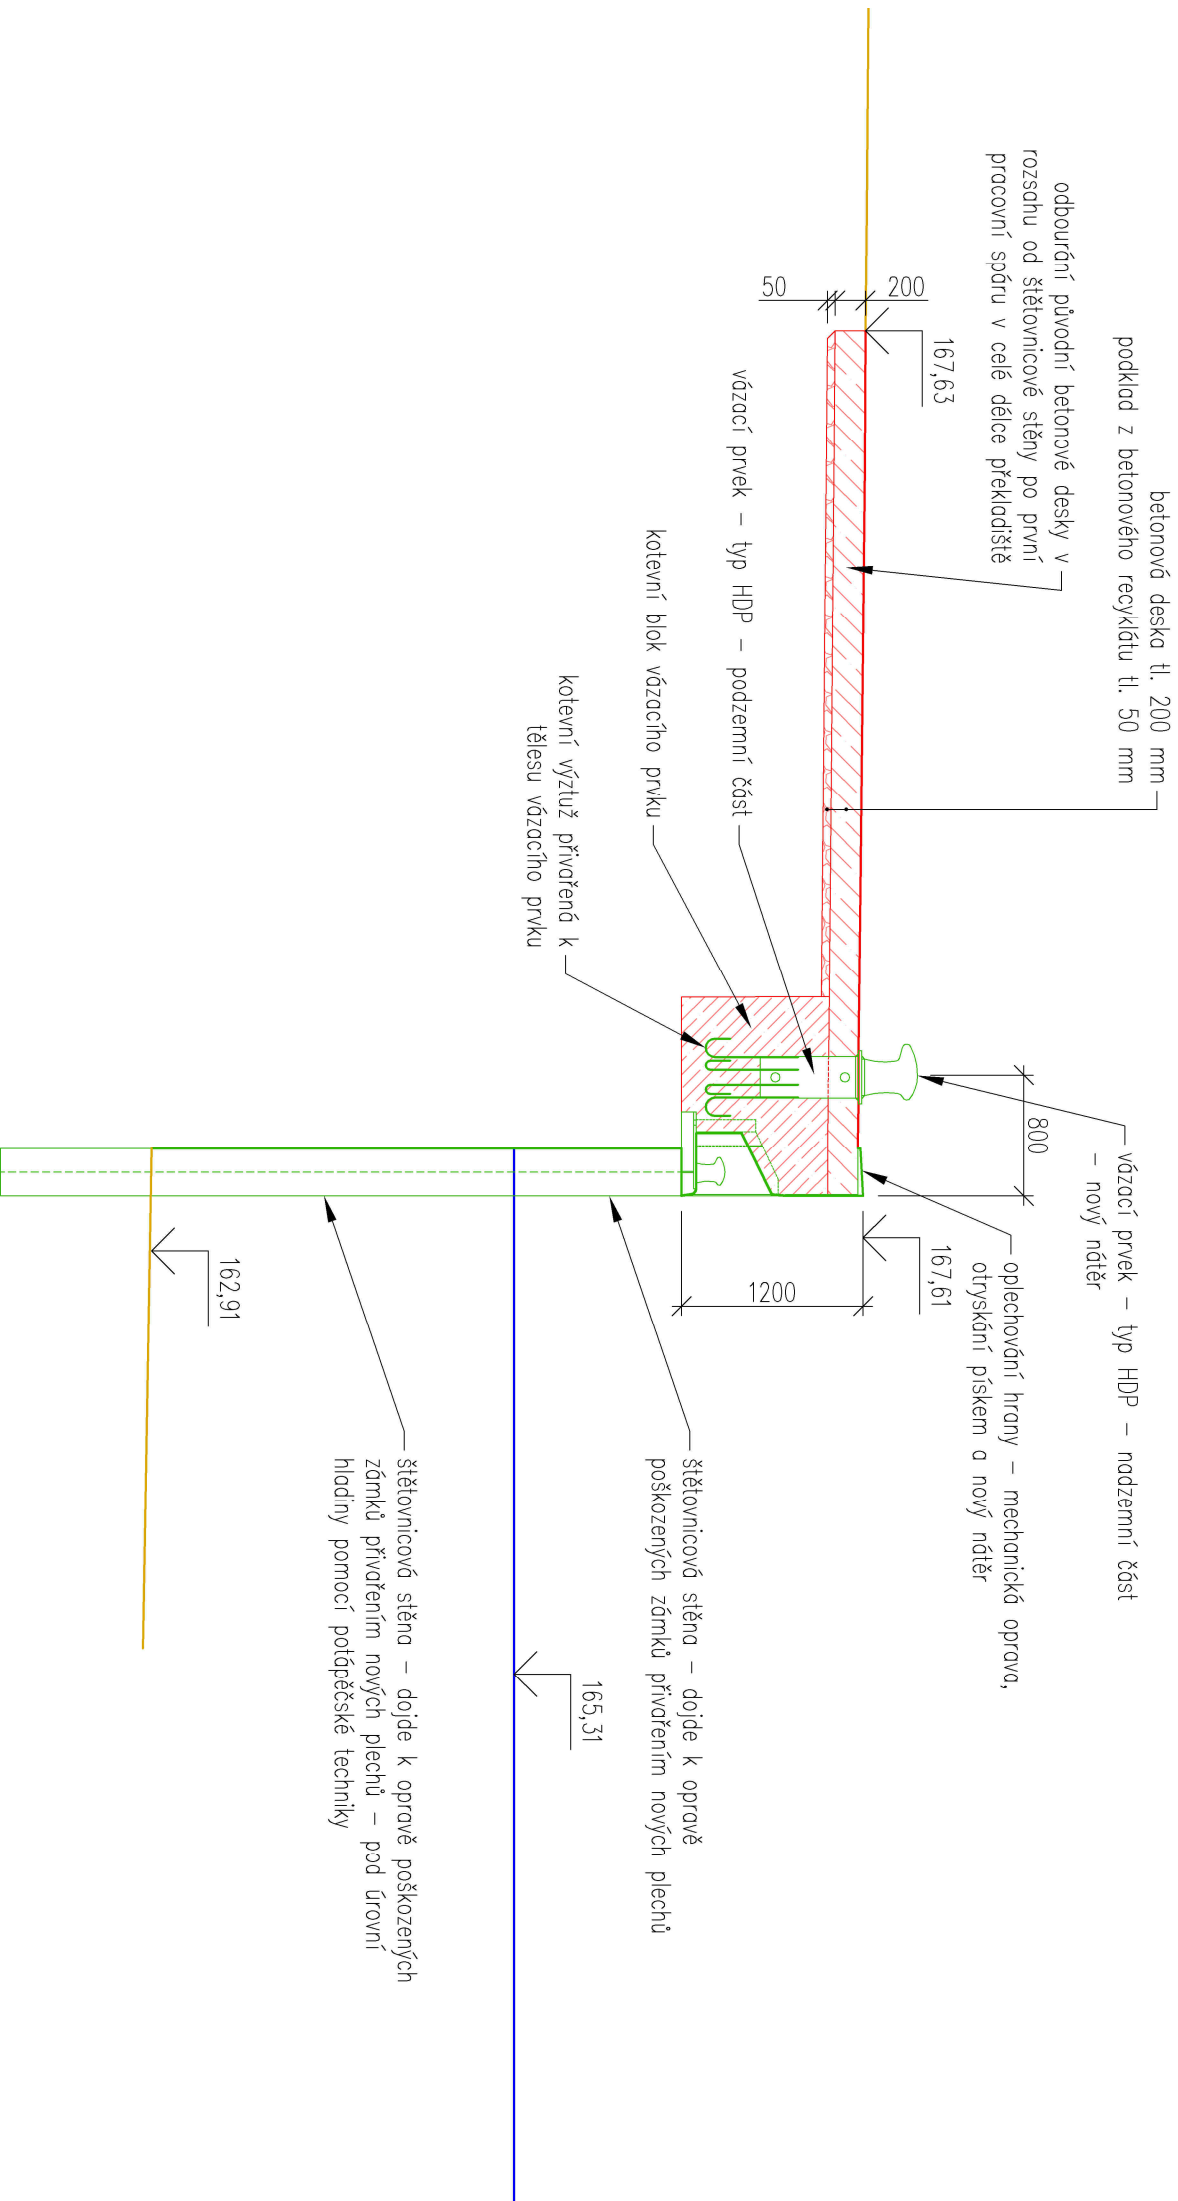 betonová deska tl. 200 mm
podklad z betonového recyklátu tl. 50 mm
odbourání původní betonové desky v
rozsahu od štětovnicové stěny po první
pracovní spáru v celé délce překladiště
vázací prvek – typ HDP – nadzemní část
– nový nátěr
oplechování hrany – mechanická oprava,
otryskání pískem a nový nátěr
800
200
50
167,63
167,61
1200
vázací prvek – typ HDP – podzemní část
kotevní blok vázacího prvku
kotevní výztuž přivařená k
tělesu vázacího prvku
štětovnicová stěna – dojde k opravě
poškozených zámků přivařením nových plechů
165,31
štětovnicová stěna – dojde k opravě poškozených
zámků přivařením nových plechů – pod úrovní
hladiny pomocí potápěčské techniky
162,91